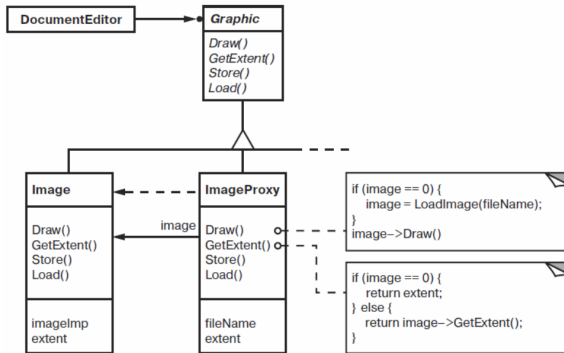 DocumentEditor
Graphic
Draw()
GetExtent()
Store()
Load()
Image
Draw()
GetExtent()
Store()
Load()
imageImp
extent
image
ImageProxy
Draw()
GetExtent()
Store()
Load()
fileName
extent
if (image == 0) {
image = LoadImage(fileName);
}
image->Draw()
if (image == 0) {
return extent;
} else {
return image->GetExtent();
}